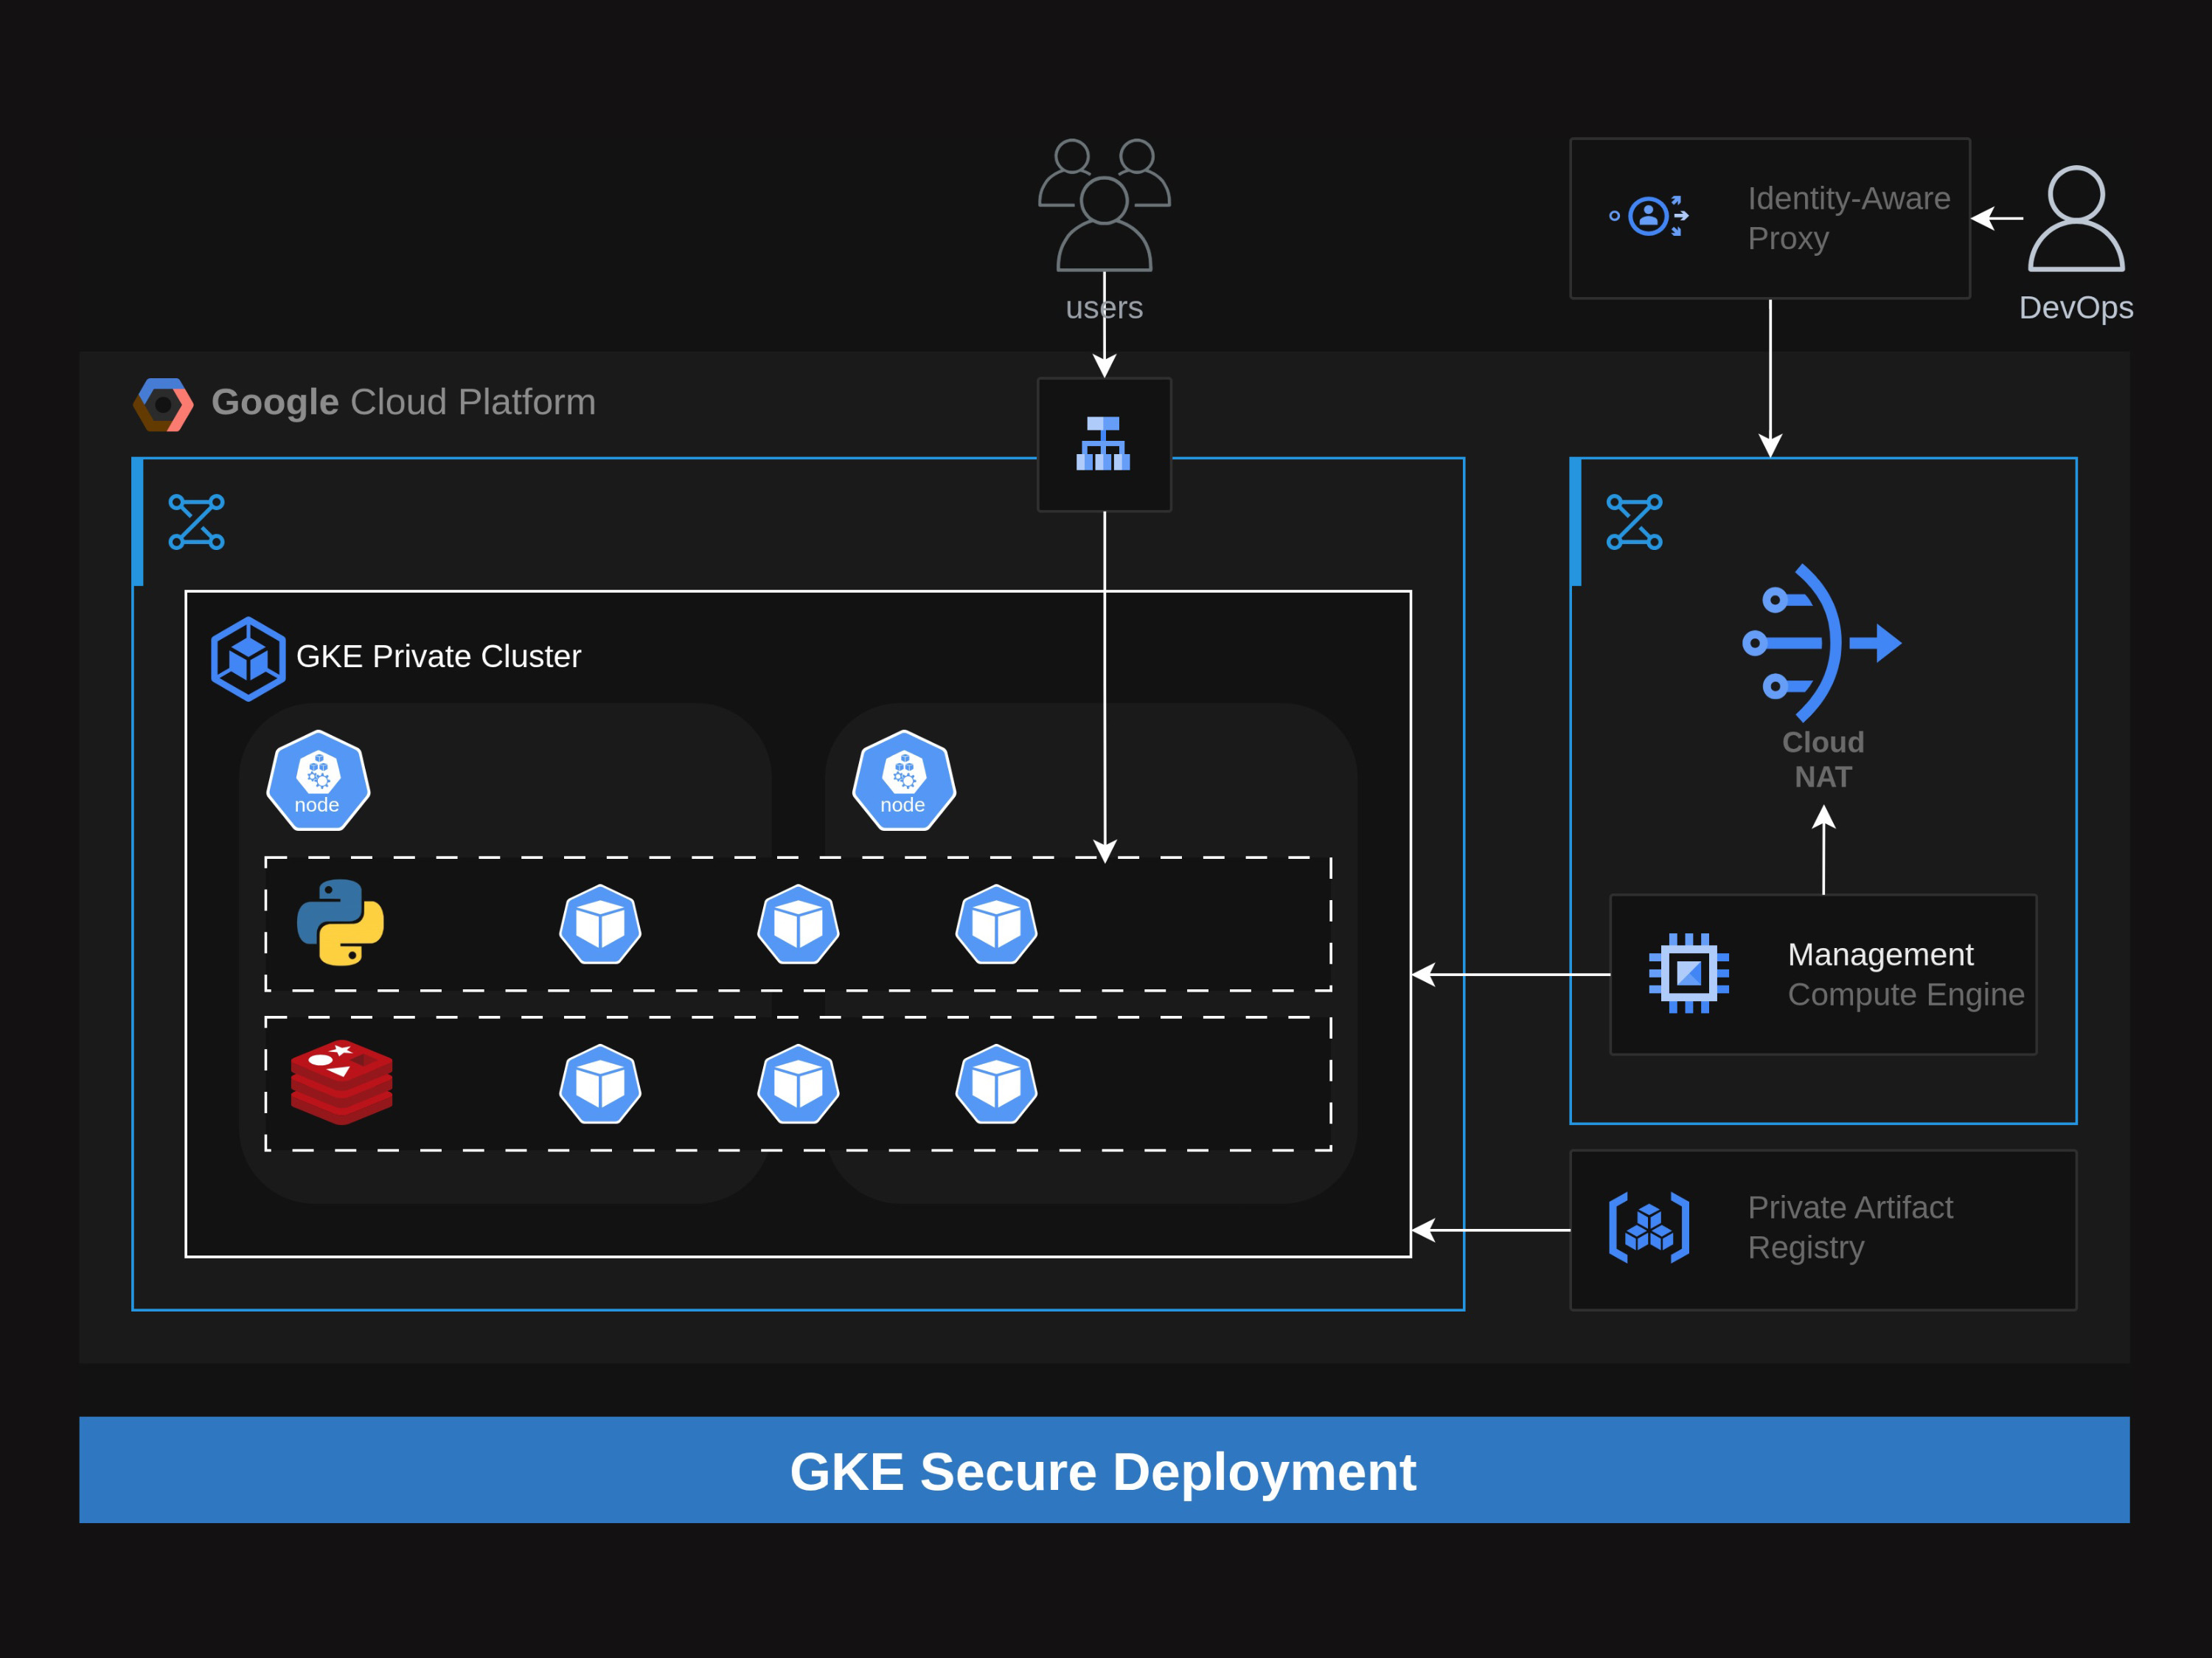 users
Identity-Aware
Proxy
DevOps
Google Cloud Platform
GKE Private Cluster
node
node
Cloud
NAT
Management
Compute Engine
Private Artifact
Registry
GKE Secure Deployment